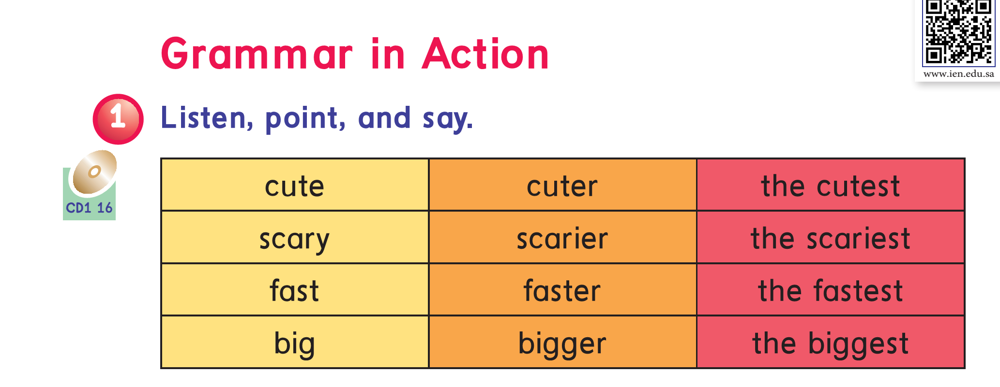 Grammar in Action
www.ien.edu.sa
1 Listen, point, and say.
CD1 16
cute cuter the cutest
scary scarier the scariest
fast faster the fastest
big bigger the biggest